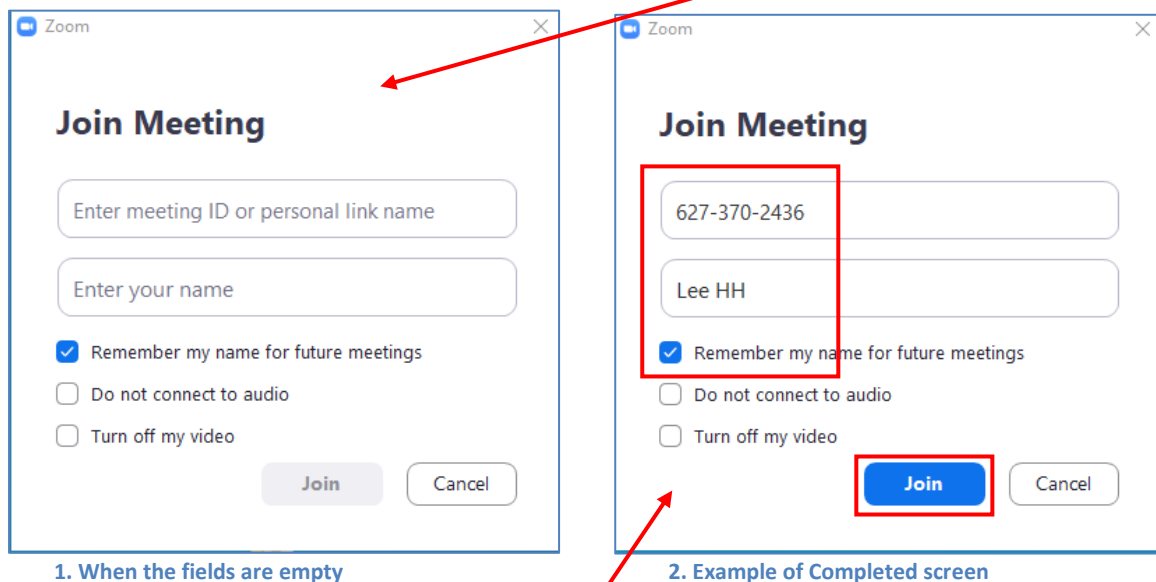 Zoom
Join Meeting
Enter meeting ID or personal link name
Enter your name
Remember my name for future meetings
Do not connect to audio
Turn off my video
Join Cancel
1. When the fields are empty
Zoom
Join Meeting
627-370-2436
Lee HH
Remember my name for future meetings
Do not connect to audio
Turn off my video
Join Cancel
2. Example of Completed screen